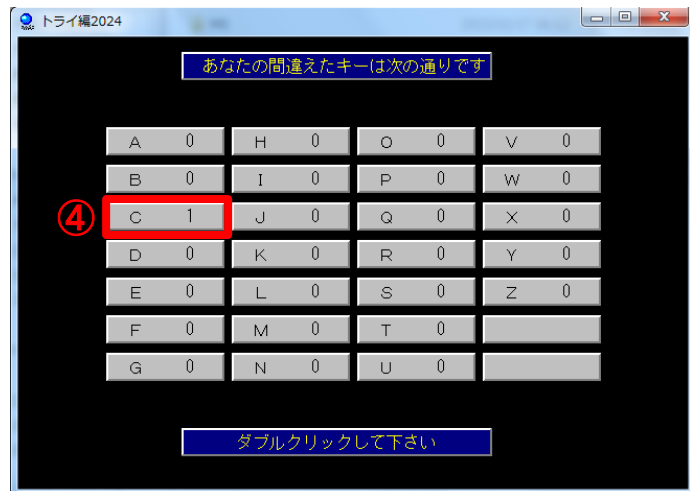 トライ編2024
あなたの間違えたキーは次の通りです
A 0 H 0 O 0 V 0
B 0 I 0 P 0 W 0
④ C 1 J 0 Q 0 X 0
D 0 K 0 R 0 Y 0
E 0 L 0 S 0 Z 0
F 0 M 0 T 0
G 0 N 0 U 0
ダブルクリックして下さい